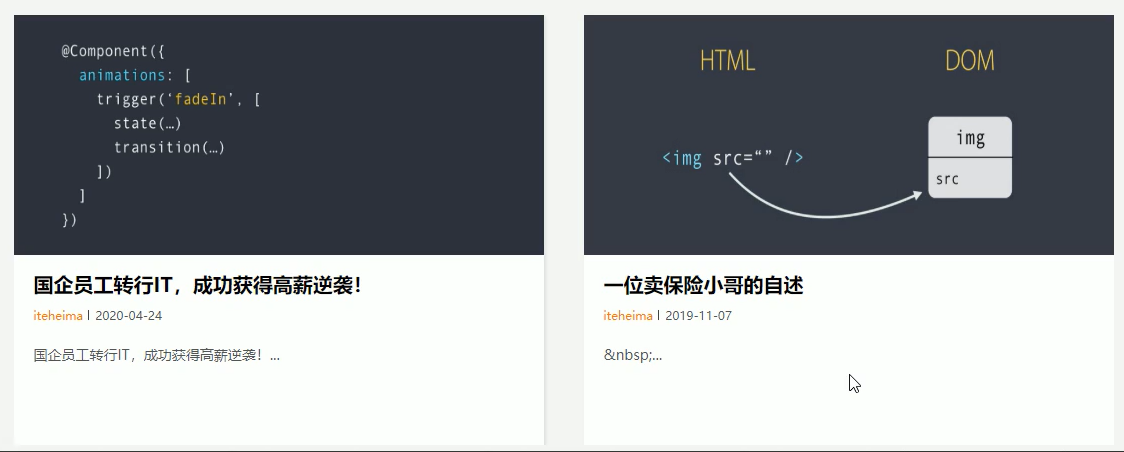 @Component({
animations: [
trigger(‘fadeIn’, [
state(…)
transition(…)
])
]
})
国企员工转行IT，成功获得高薪逆袭！
iteheima | 2020-04-24
国企员工转行IT，成功获得高薪逆袭！...
HTML
DOM
<img src=“” />
img
src
一位卖保险小哥的自述
iteheima | 2019-11-07
&nbsp;...